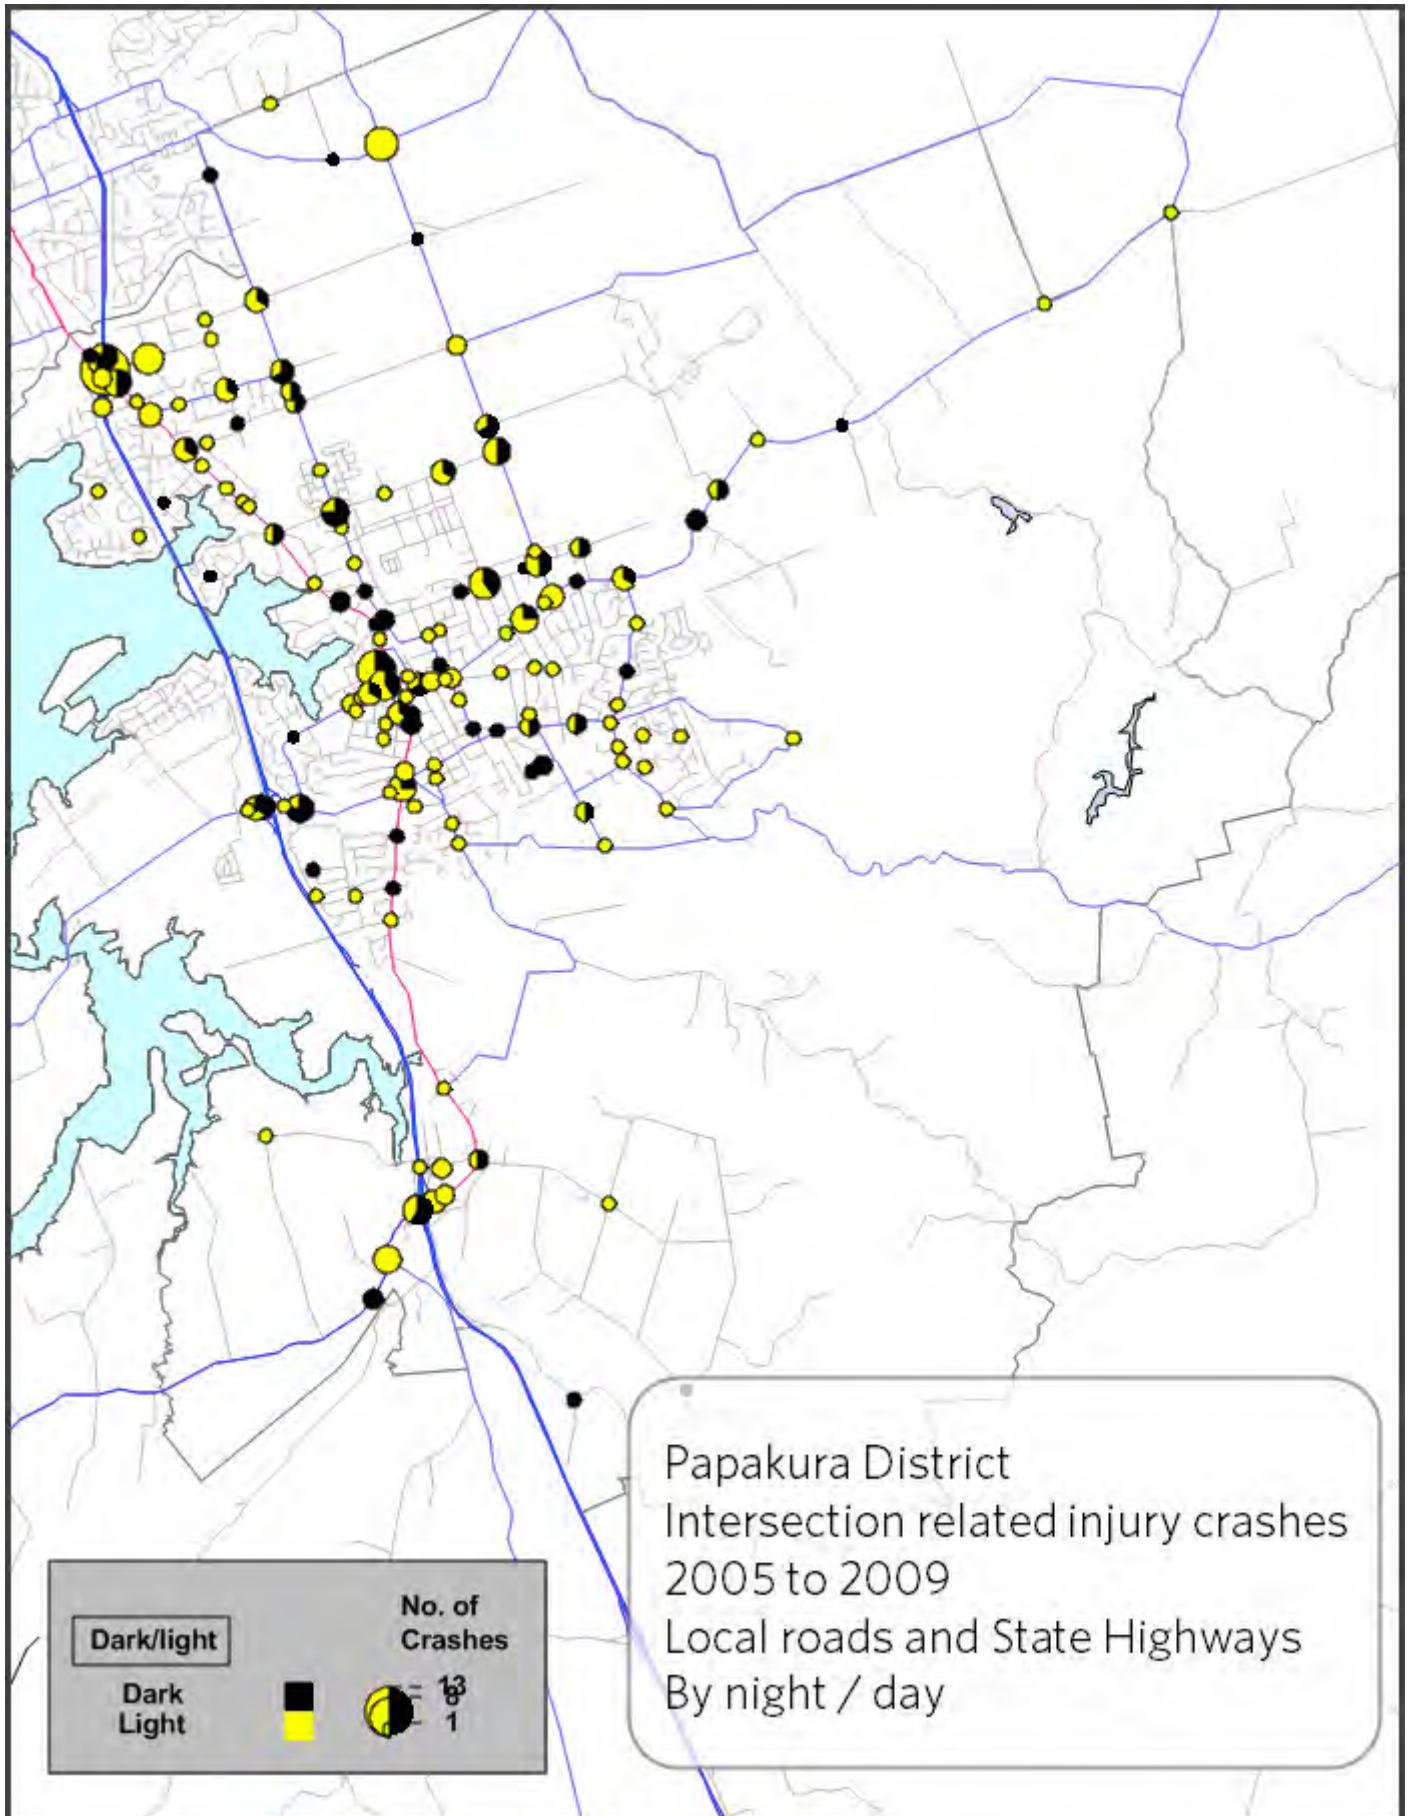 Papakura District
Intersection related injury crashes
2005 to 2009
Local roads and State Highways
By night / day
No. of
Crashes
Dark/light
Dark
Light
13
1